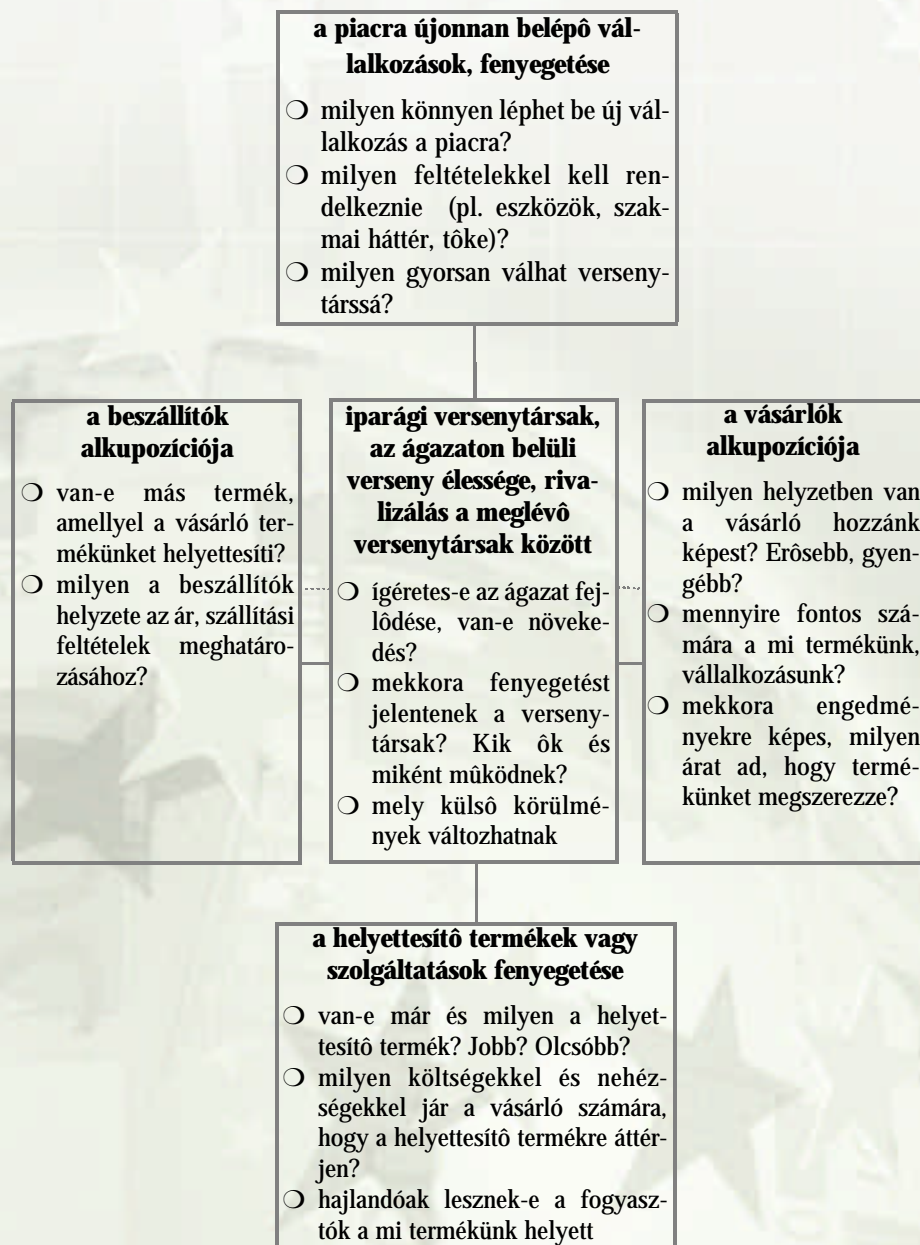 a piacra újonnan belépô vál-
lalkozások, fenyegetése
❍ milyen könnyen léphet be új vál-
lalkozás a piacra?
❍ milyen feltételekkel kell ren-
delkeznie (pl. eszközök, szak-
mai háttér, tôke)?
❍ milyen gyorsan válhat verseny-
társsá?
a beszállítók
alkupozíciója
❍ van-e más termék,
amellyel a vásárló ter-
mékünket helyettesíti?
❍ milyen a beszállítók
helyzete az ár, szállítási
feltételek meghatáro-
zásához?
iparági versenytársak,
az ágazaton belüli
verseny élessége, riva-
lizálás a meglévô
versenytársak között
❍ ígéretes-e az ágazat fej-
lôdése, van-e növeke-
dés?
❍ mekkora fenyegetést
jelentenek a verseny-
társak? Kik ôk és
miként mûködnek?
❍ mely külsô körülmé-
nyek változhatnak
a vásárlók
alkupozíciója
❍ milyen helyzetben van
a vásárló hozzánk
képest? Erôsebb, gyen-
gébb?
❍ mennyire fontos szá-
mára a mi termékünk,
vállalkozásunk?
❍ mekkora engedmé-
nyekre képes, milyen
árat ad, hogy termé-
künket megszerezze?
a helyettesítô termékek vagy
szolgáltatások fenyegetése
❍ van-e már és milyen a helyet-
tesítô termék? Jobb? Olcsóbb?
❍ milyen költségekkel és nehéz-
ségekkel jár a vásárló számára,
hogy a helyettesítô termékre áttér-
jen?
❍ hajlandóak lesznek-e a fogyasz-
tók a mi termékünk helyett